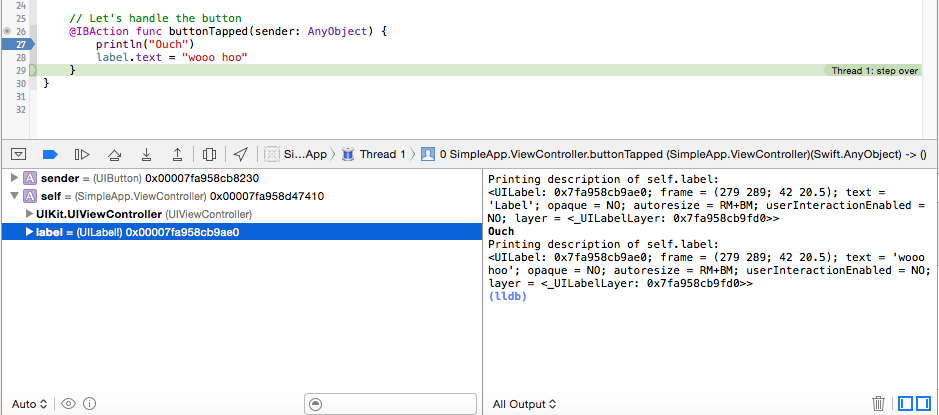 24
25 // Let's handle the button
26 @IBAction func buttonTapped(sender: AnyObject) {
27 println("Ouch")
28 label.text = "wooo hoo"
29 } Thread 1: step over
30 }
31
32
Si...App Thread 1 0 SimpleApp.ViewController.buttonTapped (SimpleApp.ViewController)(Swift.AnyObject) -> ()
A sender = (UIButton) 0x00007fa958cb8230
A self = (SimpleApp.ViewController) 0x00007fa958d47410
UIKit.UIViewController (UIViewController)
label = (UILabel!) 0x00007fa958cb9ae0
Printing description of self.label:
<UILabel: 0x7fa958cb9ae0; frame = (279 289; 42 20.5); text =
'Label'; opaque = NO; autoresize = RM+BM; userInteractionEnabled =
NO; layer = <_UILabelLayer: 0x7fa958cb9fd0>>
Ouch
Printing description of self.label:
<UILabel: 0x7fa958cb9ae0; frame = (279 289; 42 20.5); text = 'wooo
hoo'; opaque = NO; autoresize = RM+BM; userInteractionEnabled = NO;
layer = <_UILabelLayer: 0x7fa958cb9fd0>>
(lldb)
Auto
All Output